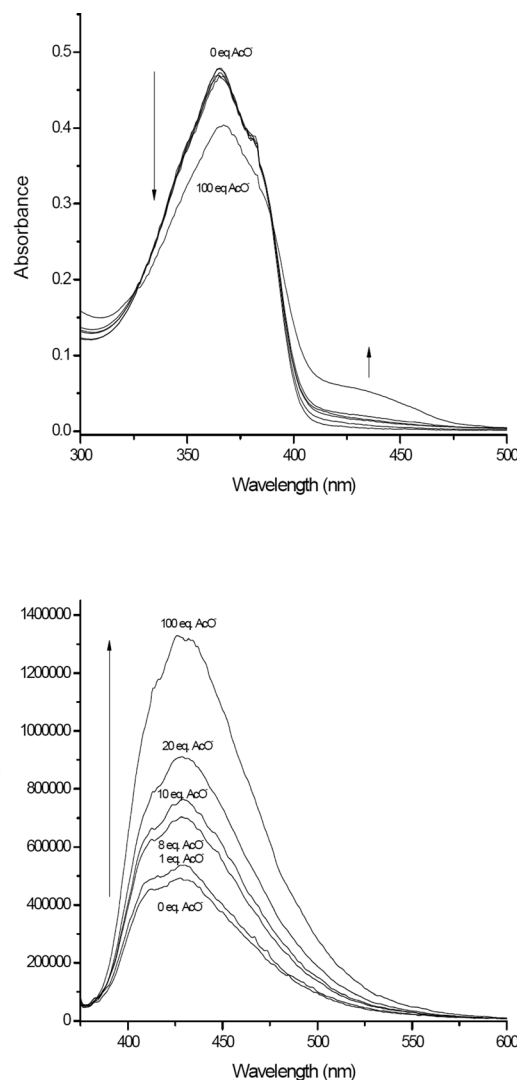 0.5
0 eq AcO⁻
0.4
100 eq AcO⁻
0.3
Absorbance
0.2
0.1
0.0
300 350 400 450 500
Wavelength (nm)
1400000
100 eq. AcO⁻
1200000
1000000
20 eq. AcO⁻
800000
10 eq. AcO⁻
600000
8 eq. AcO⁻
1 eq. AcO⁻
400000
0 eq. AcO⁻
200000
0
400 450 500 550 600
Wavelength (nm)